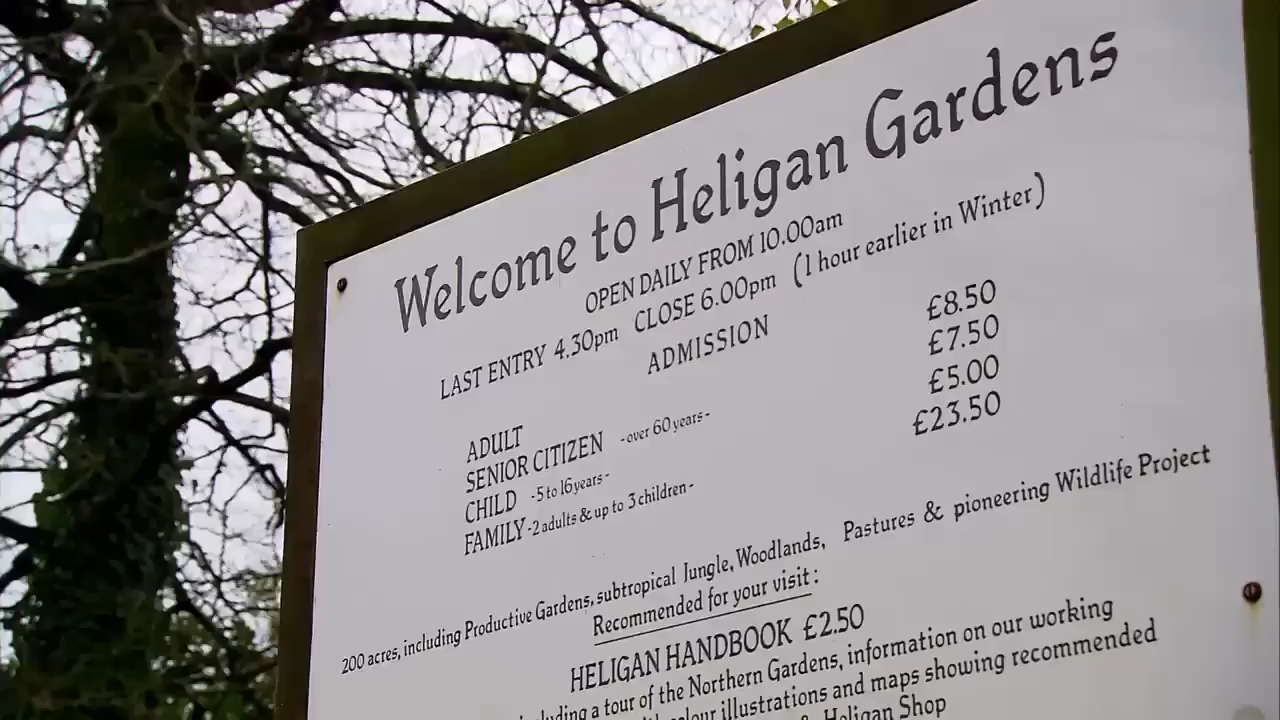 Welcome to Heligan Gardens
OPEN DAILY FROM 10.00am
LAST ENTRY 4.30pm CLOSE 6.00pm (1 hour earlier in Winter)
ADMISSION
ADULT £8.50
SENIOR CITIZEN -over 60 years- £7.50
CHILD -5 to 16 years- £5.00
FAMILY -2 adults & up to 3 children- £23.50
200 acres, including Productive Gardens, subtropical Jungle, Woodlands, Pastures & pioneering Wildlife Project
Recommended for your visit:
HELIGAN HANDBOOK £2.50
a tour of the Northern Gardens, information on our working
colour illustrations and maps showing recommended
& Heligan Shop